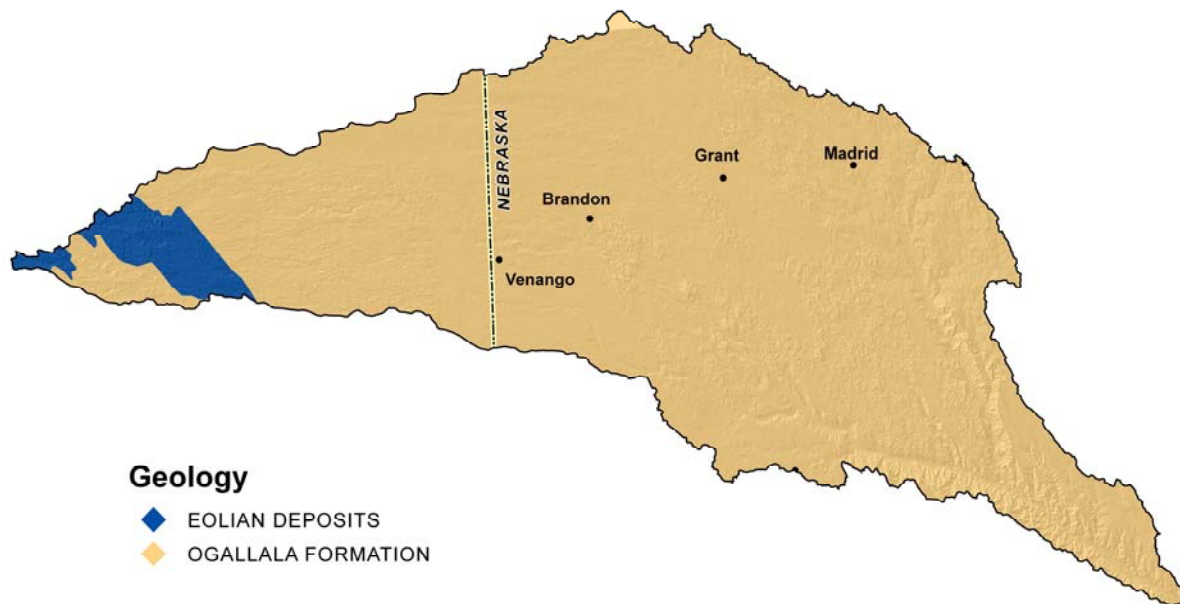 Grant
Madrid
NEBRASKA
Brandon
Venango
Geology
EOLIAN DEPOSITS
OGALLALA FORMATION